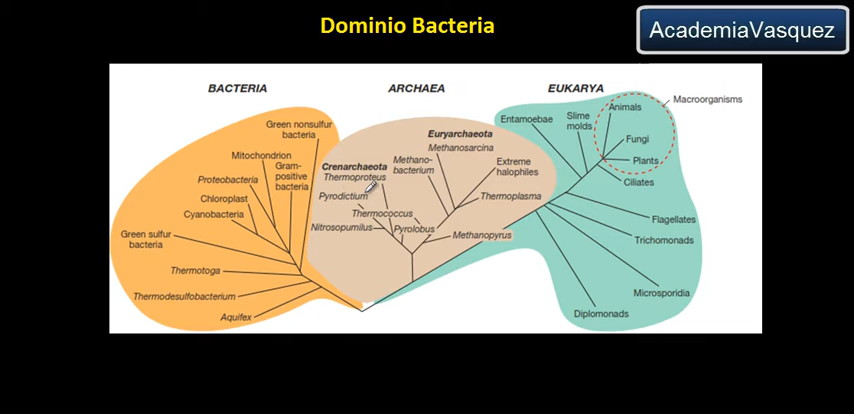 Dominio Bacteria
AcademiaVasquez
BACTERIA
ARCHAEA
EUKARYA
Green nonsulfur
bacteria
Mitochondrion
Gram-
positive
bacteria
Proteobacteria
Chloroplast
Cyanobacteria
Green sulfur
bacteria
Thermotoga
Thermodesulfobacterium
Aquifex
Crenarchaeota
Thermoproteus
Pyrodictium
Thermococcus
Nitrosopumilus
Pyrolobus
Euryarchaeota
Methanosarcina
Methano-
bacterium
Extreme
halophiles
Thermoplasma
Methanopyrus
Entamoebae
Slime
molds
Animals
Macroorganisms
Fungi
Plants
Ciliates
Flagellates
Trichomonads
Microsporidia
Diplomonads